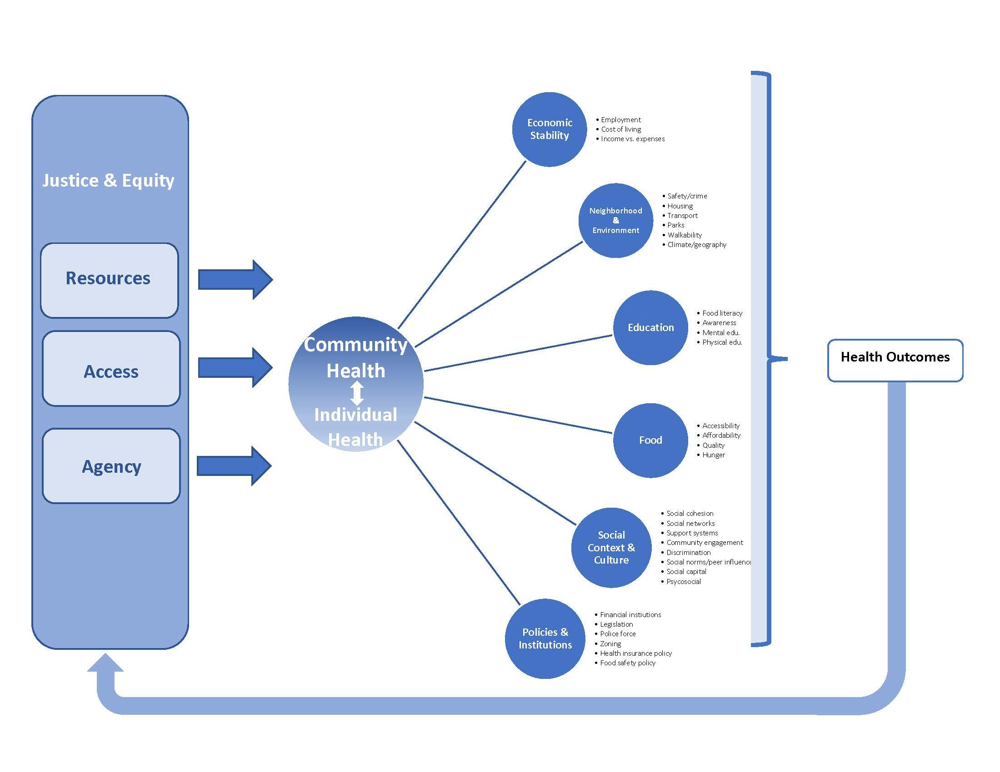 Justice & Equity
Resources
Access
Agency
Community
Health
Individual
Health
Economic
Stability
• Employment
• Cost of living
• Income vs. expenses
Neighborhood
&
Environment
• Safety/crime
• Housing
• Transport
• Parks
• Walkability
• Climate/geography
Education
• Food literacy
• Awareness
• Mental edu.
• Physical edu.
Food
• Accessibility
• Affordability
• Quality
• Hunger
Social
Context &
Culture
• Social cohesion
• Social networks
• Support systems
• Community engagement
• Discrimination
• Social norms/peer influence
• Social capital
• Psycosocial
Policies &
Institutions
• Financial instiutions
• Legislation
• Police force
• Zoning
• Health insurance policy
• Food safety policy
Health Outcomes